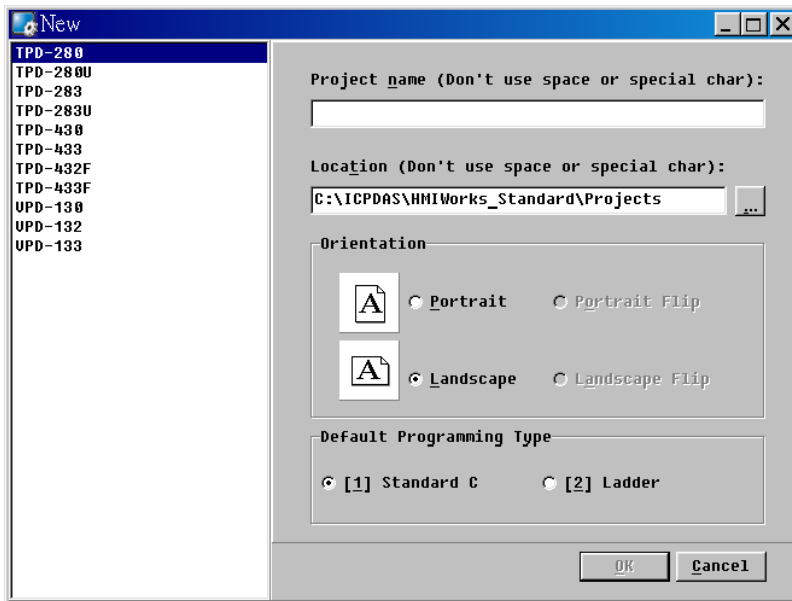 New
TPD-280
TPD-280U
TPD-283
TPD-283U
TPD-430
TPD-433
TPD-432F
TPD-433F
VPD-130
VPD-132
VPD-133
Project name (Don't use space or special char):
Location (Don't use space or special char):
C:\ICPDAS\HMIWorks_Standard\Projects
...
Orientation
A
Portrait
Portrait Flip
A
Landscape
Landscape Flip
Default Programming Type
[1] Standard C
[2] Ladder
OK
Cancel